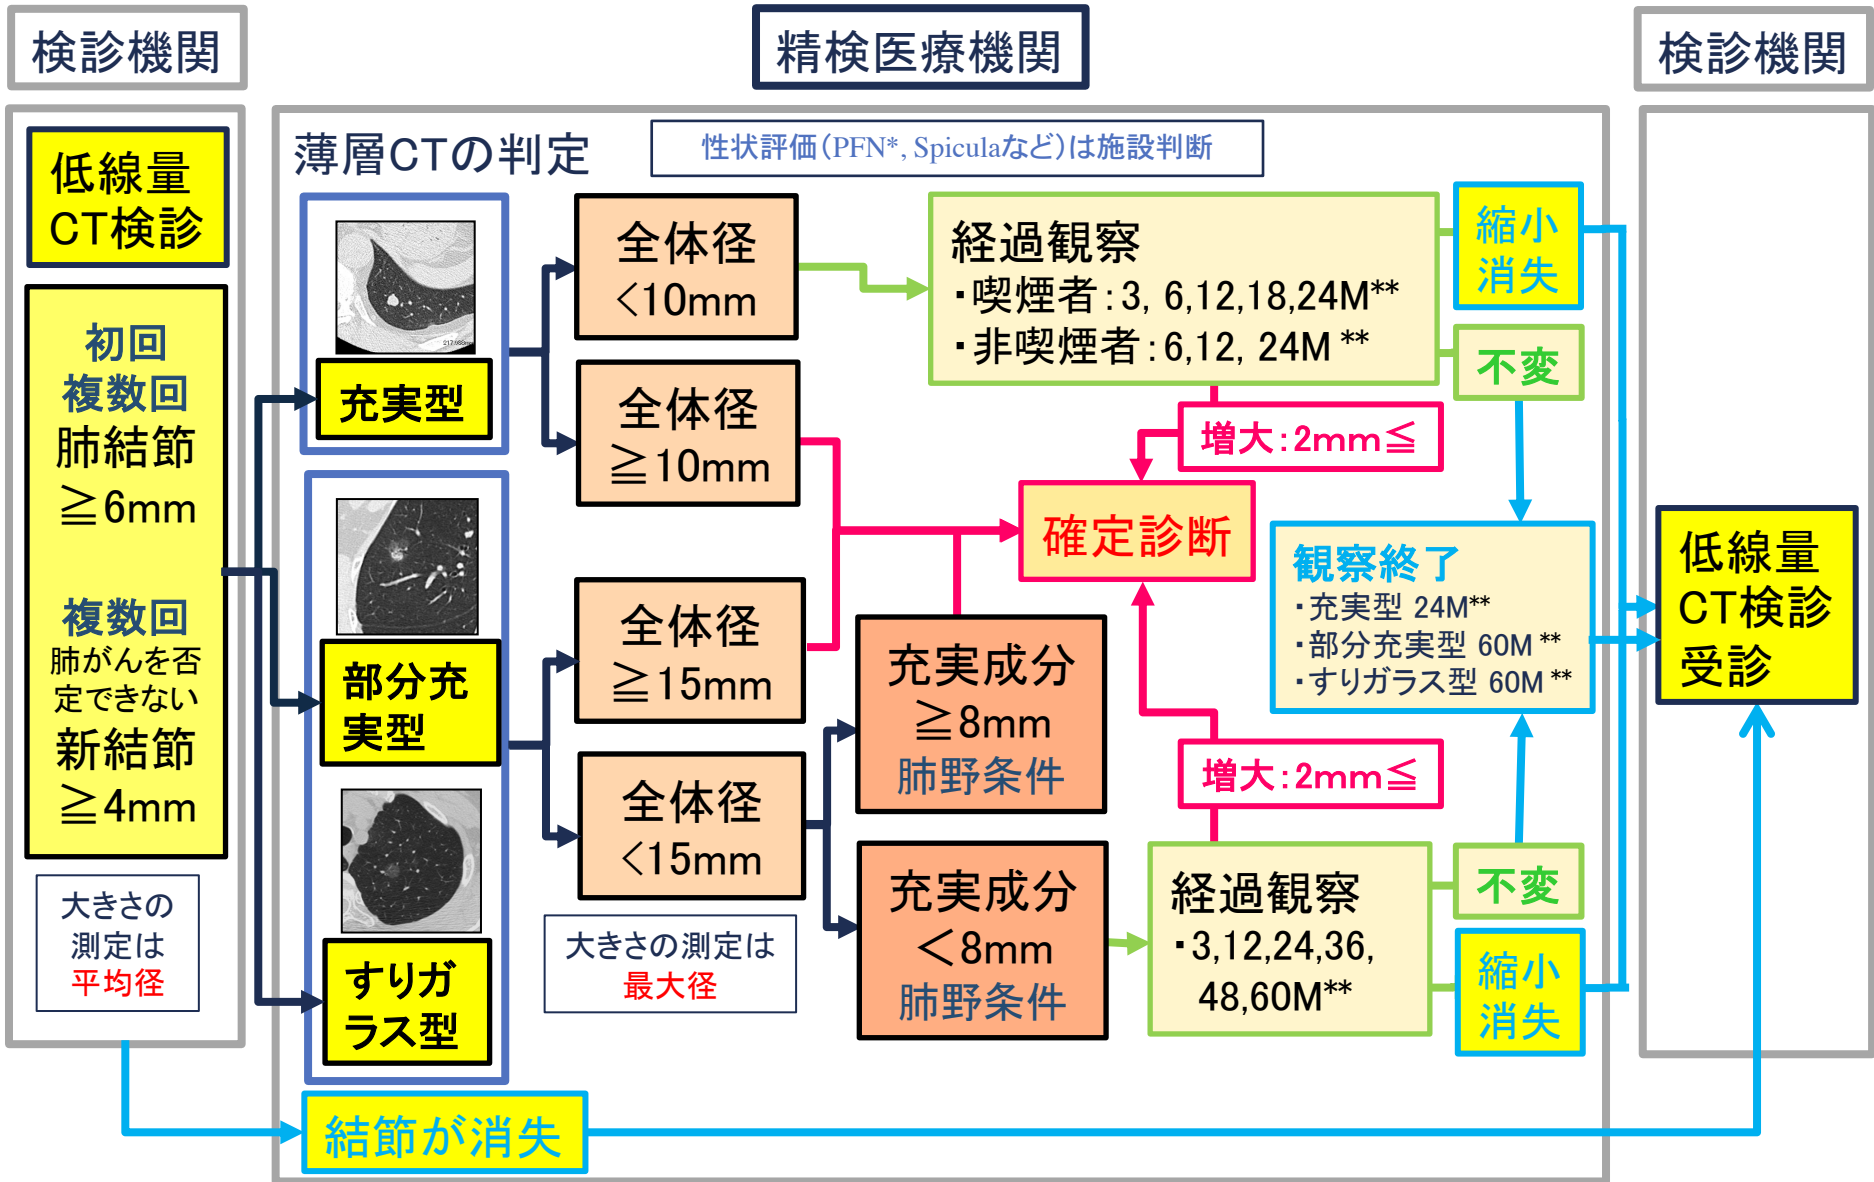 検診機関
精検医療機関
検診機関
低線量
CT検診
初回
複数回
肺結節
≧6mm
複数回
肺がんを否
定できない
新結節
≧4mm
大きさの
測定は
平均径
薄層CTの判定
性状評価(PFN*, Spiculaなど)は施設判断
充実型
部分充
実型
すりガ
ラス型
全体径
<10mm
全体径
≧10mm
全体径
≧15mm
全体径
<15mm
大きさの測定は
最大径
充実成分
≧8mm
肺野条件
充実成分
<8mm
肺野条件
経過観察
・喫煙者:3, 6,12,18,24M**
・非喫煙者:6,12, 24M **
縮小
消失
不変
増大:2mm≦
確定診断
観察終了
・充実型 24M**
・部分充実型 60M **
・すりガラス型 60M **
増大:2mm≦
経過観察
・3,12,24,36,
48,60M**
不変
縮小
消失
結節が消失
低線量
CT検診
受診